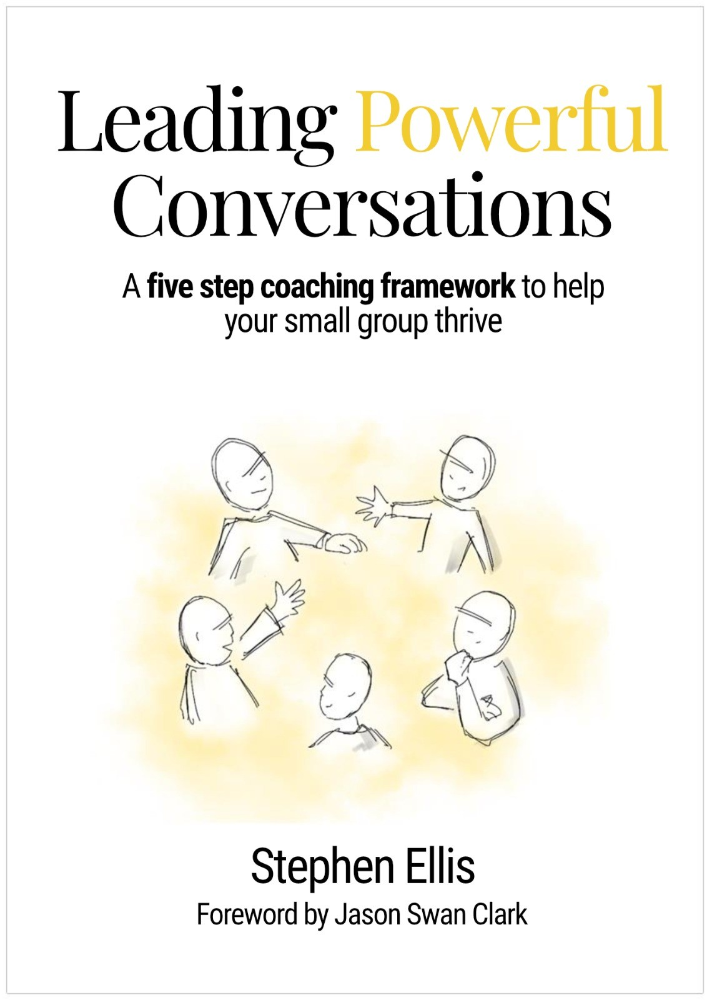 Leading Powerful
Conversations
A five step coaching framework to help
your small group thrive
Stephen Ellis
Foreword by Jason Swan Clark